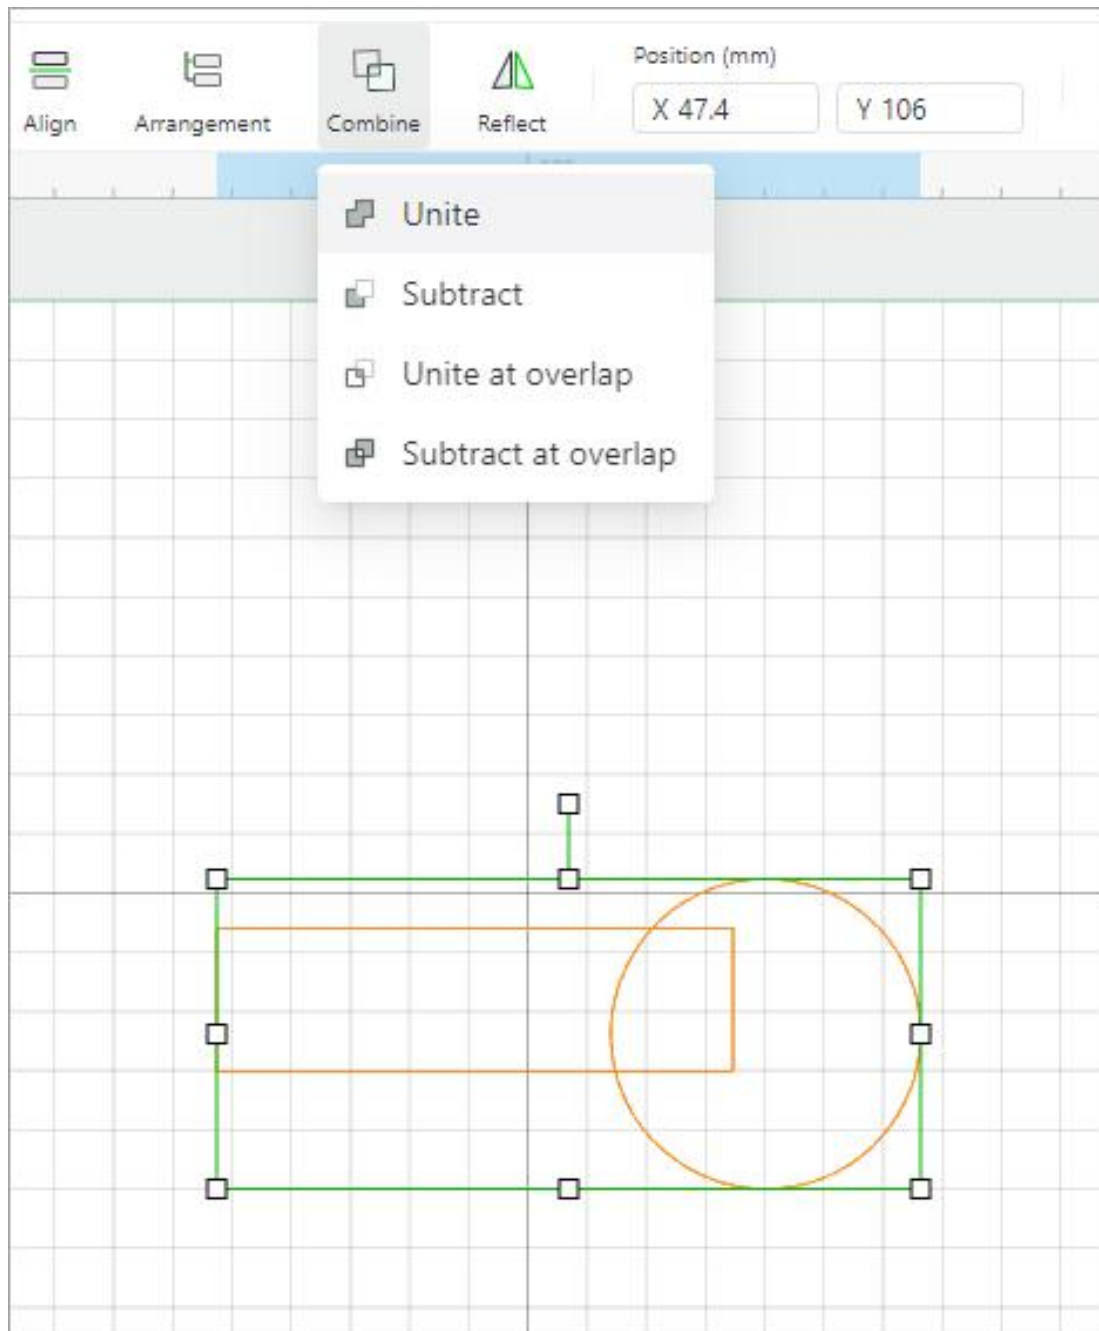 Position (mm)
Align Arrangement Combine Reflect X 47.4 Y 106
Unite
Subtract
Unite at overlap
Subtract at overlap